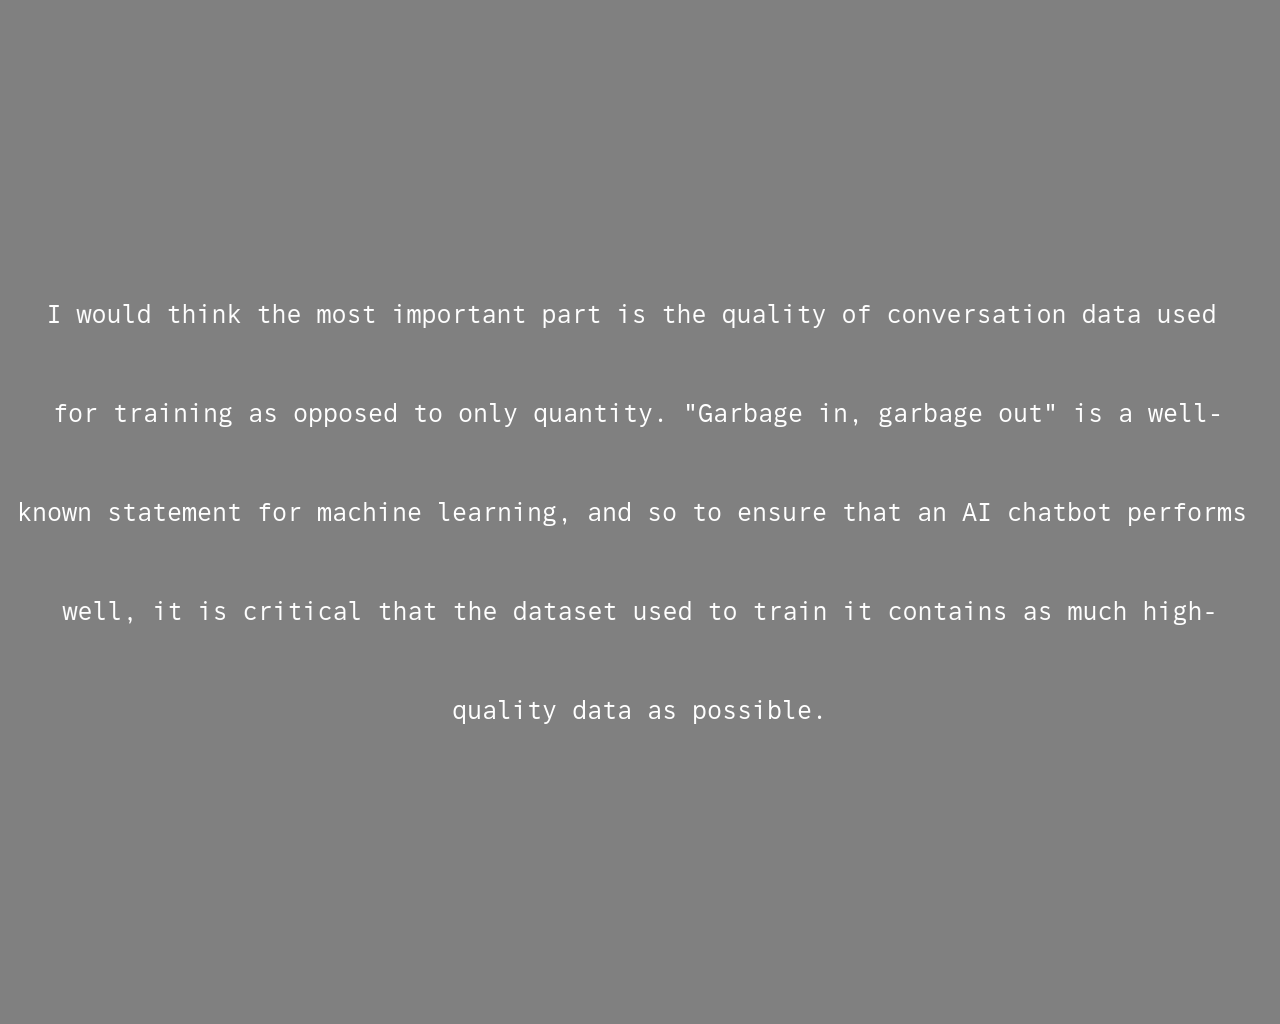 I would think the most important part is the quality of conversation data used
for training as opposed to only quantity. "Garbage in, garbage out" is a well-
known statement for machine learning, and so to ensure that an AI chatbot performs
well, it is critical that the dataset used to train it contains as much high-
quality data as possible.